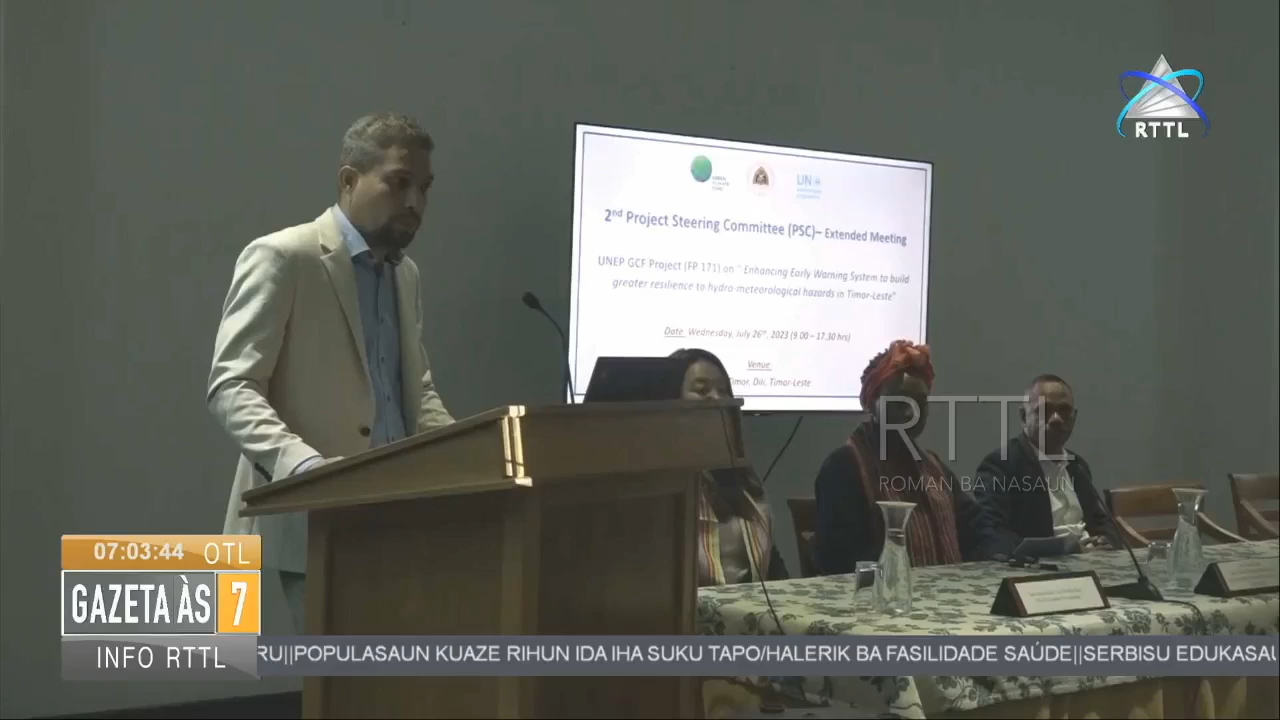 RTTL
UN
2nd Project Steering Committee (PSC)– Extended Meeting
UNEP GCF Project (FP 171) on " Enhancing Early Warning System to build
greater resilience to hydro-meteorological hazards in Timor-Leste"
Date: Wednesday, July 26th, 2023 (9.00 – 17.30 hrs)
Venue:
Timor, Dili, Timor-Leste
RTTL
ROMAN BA NASAUN
07:03:44 OTL
GAZETA ÀS 7
INFO RTTL
RU||POPULASAUN KUAZE RIHUN IDA IHA SUKU TAPO/HALERIK BA FASILIDADE SAÚDE||SERBISU EDUKASAU